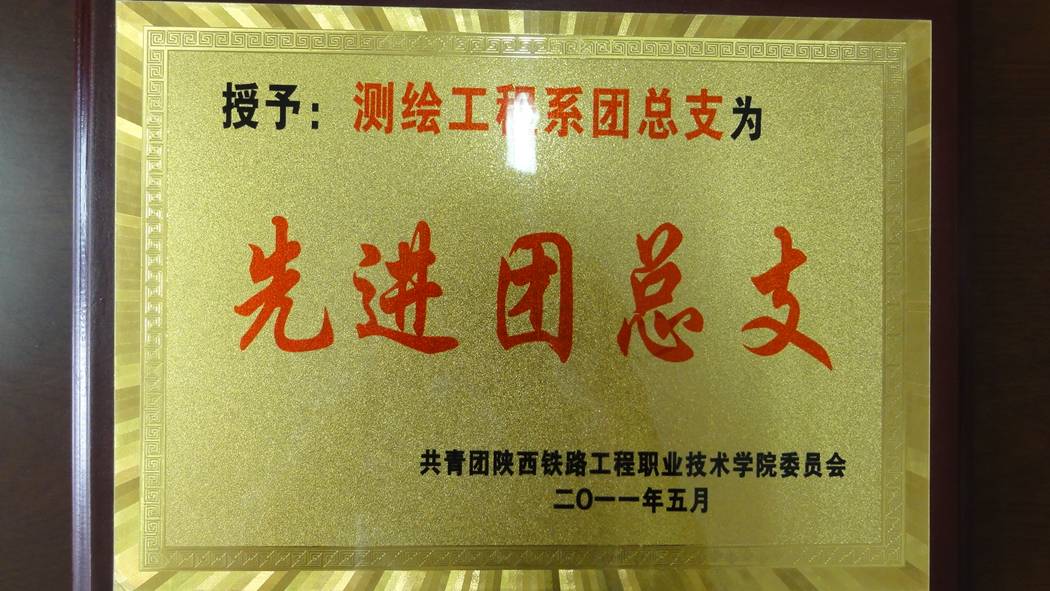 授予：测绘工程系团总支为
先进团总支
共青团陕西铁路工程职业技术学院委员会
二〇一一年五月